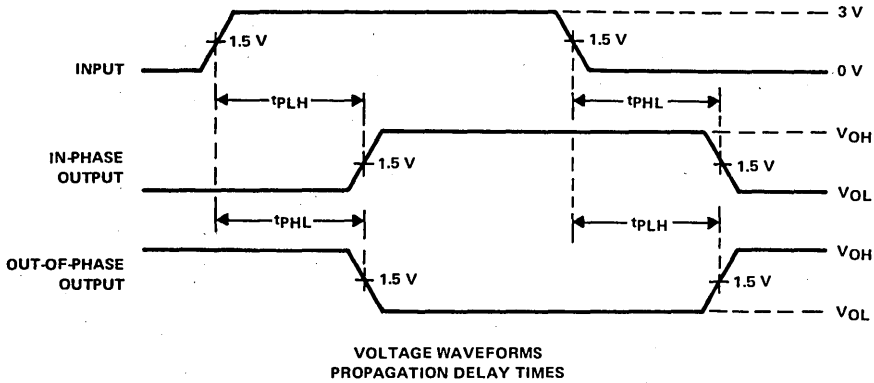 3 V
1.5 V
1.5 V
INPUT
0 V
tPLH
tPHL
VOH
IN-PHASE
OUTPUT
1.5 V
1.5 V
VOL
tPHL
tPLH
VOH
OUT-OF-PHASE
OUTPUT
1.5 V
1.5 V
VOL
VOLTAGE WAVEFORMS
PROPAGATION DELAY TIMES